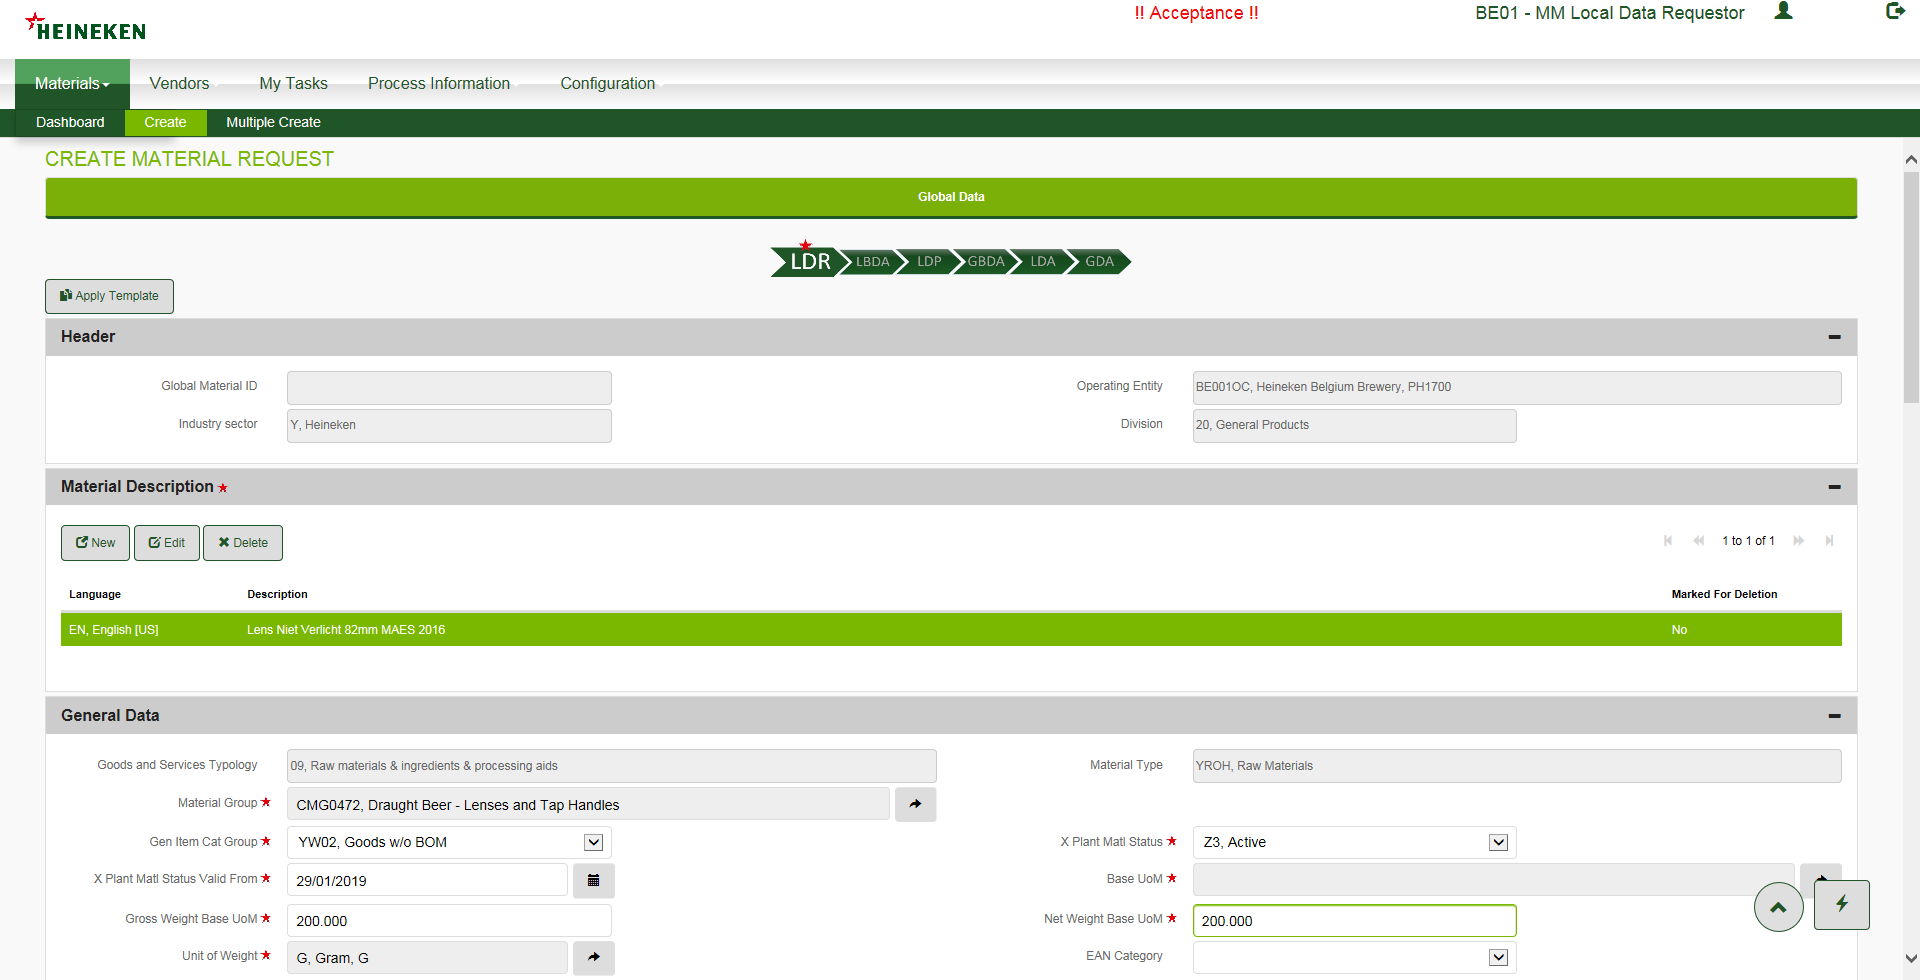 HEINEKEN
!! Acceptance !!
BE01 - MM Local Data Requestor
Materials
Vendors
My Tasks
Process Information
Configuration
Dashboard
Create
Multiple Create
CREATE MATERIAL REQUEST
Global Data
LDR
LBDA
LDP
GBDA
LDA
GDA
Apply Template
Header
Global Material ID
Operating Entity
BE001OC, Heineken Belgium Brewery, PH1700
Industry sector
Y, Heineken
Division
20, General Products
Material Description
New
Edit
Delete
1 to 1 of 1
Language
Description
Marked For Deletion
EN, English [US]
Lens Niet Verlicht 82mm MAES 2016
No
General Data
Goods and Services Typology
09, Raw materials & ingredients & processing aids
Material Type
YROH, Raw Materials
Material Group
CMG0472, Draught Beer - Lenses and Tap Handles
Gen Item Cat Group
YW02, Goods w/o BOM
X Plant Matl Status
Z3, Active
X Plant Matl Status Valid From
29/01/2019
Base UoM
Gross Weight Base UoM
200.000
Net Weight Base UoM
200.000
Unit of Weight
G, Gram, G
EAN Category